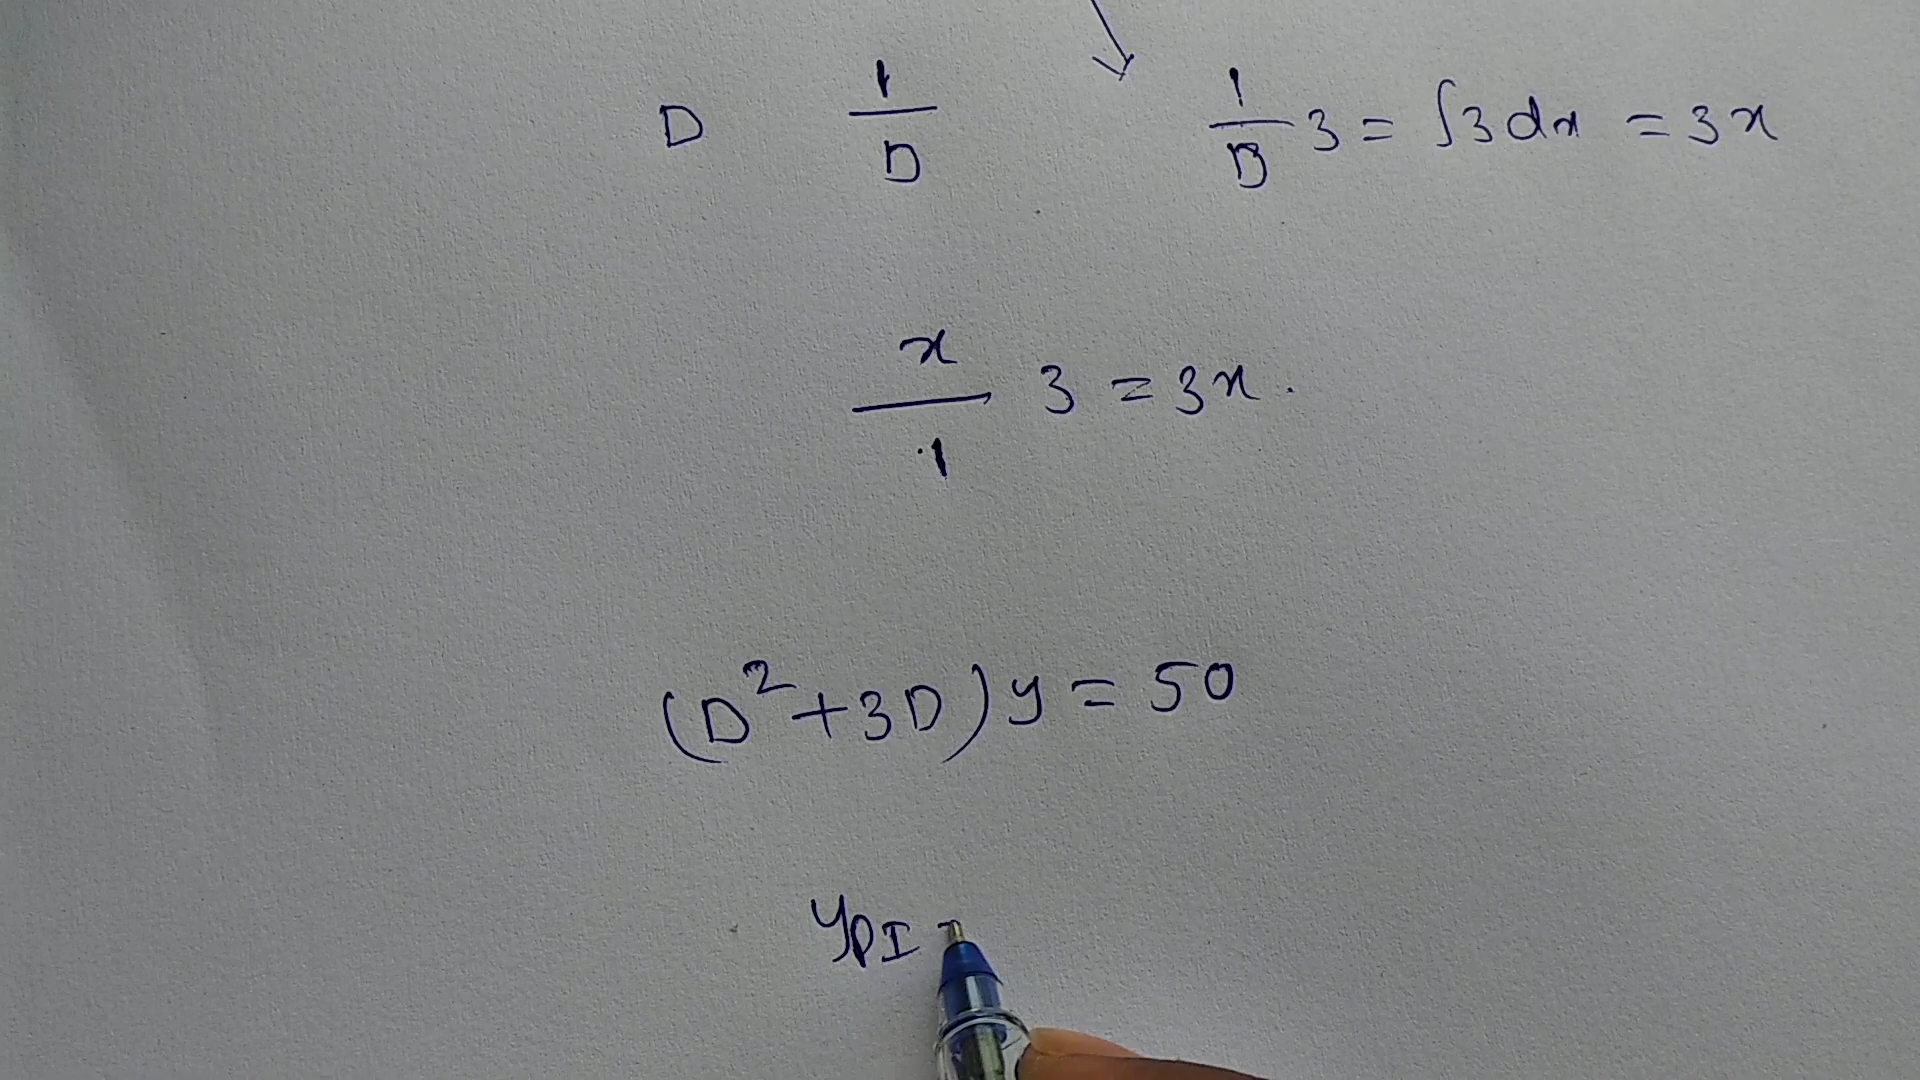 D 1/D 1/D 3 = ∫3 dx = 3x
x/1 3 = 3x.
(D²+3D)y = 50
yPI =